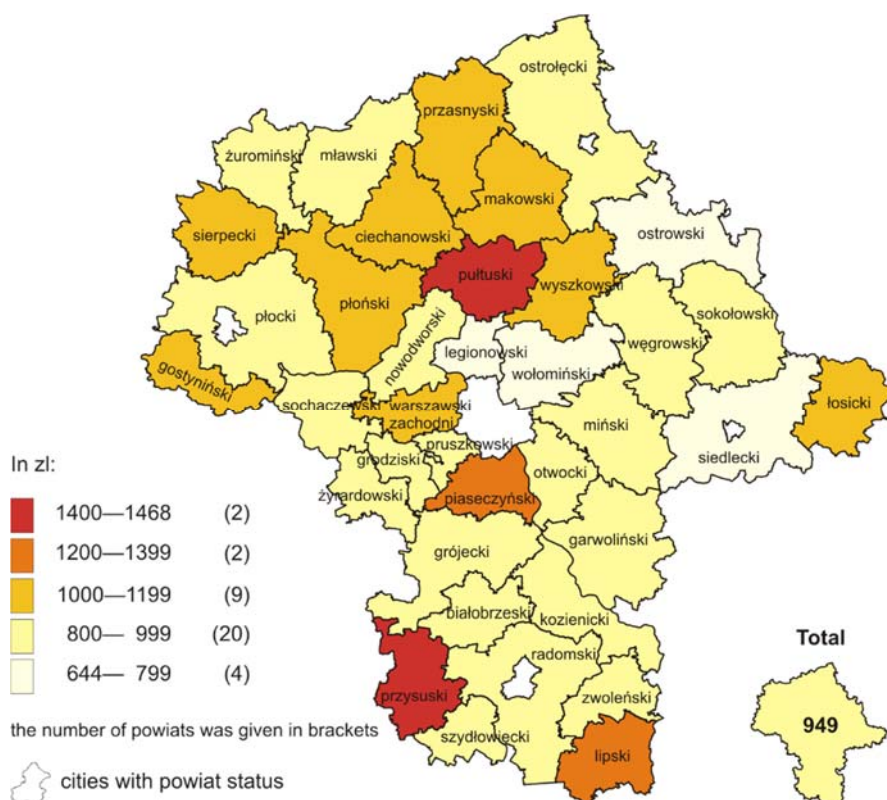 ostrołęcki
przasnyski
żuromiński
mławski
makowski
sierpecki
ciechanowski
ostrowski
pułtuski
wyszkowski
płoński
sokołowski
płocki
nowodworski
legionowski
węgrowski
wołomiński
gostyniński
sochaczewski
warszawski
zachodni
łosicki
miński
siedlecki
pruszkowski
grodziski
otwocki
żyrardowski
piaseczyński
garwoliński
grójecki
białobrzeski
kozienicki
radomski
przysuski
zwoleński
szydłowiecki
lipski
In zl:
1400—1468 (2)
1200—1399 (2)
1000—1199 (9)
800— 999 (20)
644— 799 (4)
the number of powiats was given in brackets
cities with powiat status
Total
949